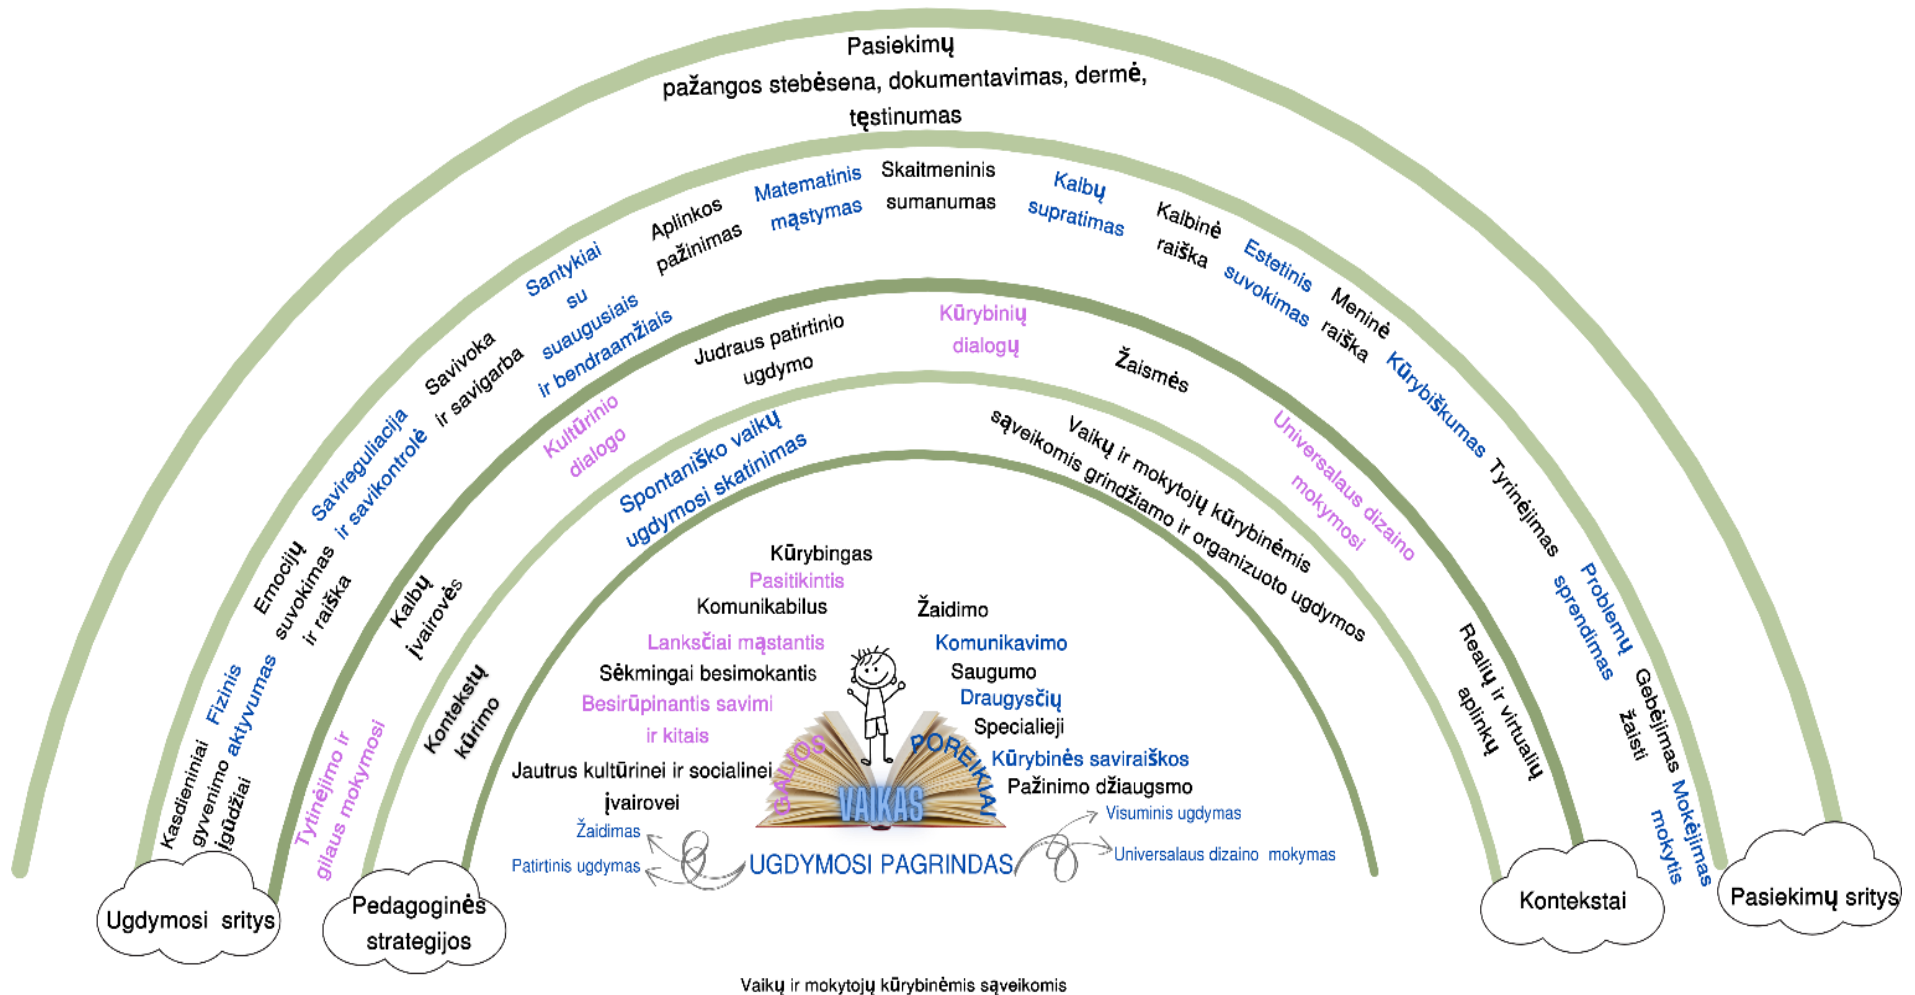 Pasiekimų
pažangos stebėsena, dokumentavimas, dermė,
tęstinumas
Kasdieniniai
gyvenimo
įgūdžiai
Fizinis
aktyvumas
Emocijų
suvokimas
ir raiška
Savireguliacija
ir savikontrolė
Savivoka
ir savigarba
Santykiai
su
suaugusiais
ir bendraamžiais
Aplinkos
pažinimas
Matematinis
mąstymas
Skaitmeninis
sumanumas
Kalbų
supratimas
Kalbinė
raiška
Estetinis
suvokimas
Meninė
raiška
Kūrybiškumas
Tyrinėjimas
Problemų
sprendimas
Gebėjimas
žaisti
Mokėjimas
mokytis
Tytinėjimo ir
gilaus mokymosi
Kalbų
įvairovės
Kultūrinio
dialogo
Judraus patirtinio
ugdymo
Kūrybinių
dialogų
Žaismės
Universalaus dizaino
mokymosi
Realių ir virtualių
aplinkų
Kontekstų
kūrimo
Spontaniško vaikų
ugdymosi skatinimas
Vaikų ir mokytojų kūrybinėmis
sąveikomis grindžiamo ir organizuoto ugdymos
Kūrybingas
Pasitikintis
Komunikabilus
Lanksčiai mąstantis
Sėkmingai besimokantis
Besirūpinantis savimi
ir kitais
Jautrus kultūrinei ir socialinei
įvairovei
Žaidimo
Komunikavimo
Saugumo
Draugysčių
Specialieji
Kūrybinės saviraiškos
Pažinimo džiaugsmo
GALIOS
POREIKIAI
VAIKAS
Žaidimas
Patirtinis ugdymas
UGDYMOSI PAGRINDAS
Visuminis ugdymas
Universalaus dizaino mokymas
Ugdymosi sritys
Pedagoginės
strategijos
Kontekstai
Pasiekimų sritys
Vaikų ir mokytojų kūrybinėmis sąveikomis